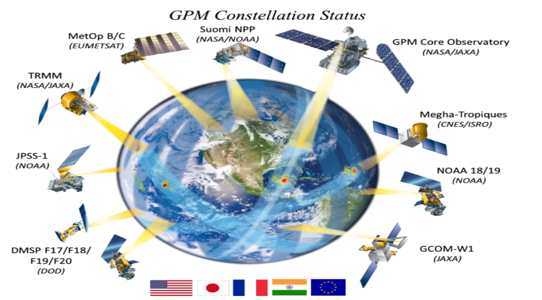 GPM Constellation Status
MetOp B/C
(EUMETSAT)
Suomi NPP
(NASA/NOAA)
GPM Core Observatory
(NASA/JAXA)
TRMM
(NASA/JAXA)
Megha-Tropiques
(CNES/ISRO)
JPSS-1
(NOAA)
NOAA 18/19
(NOAA)
DMSP F17/F18/
F19/F20
(DOD)
GCOM-W1
(JAXA)